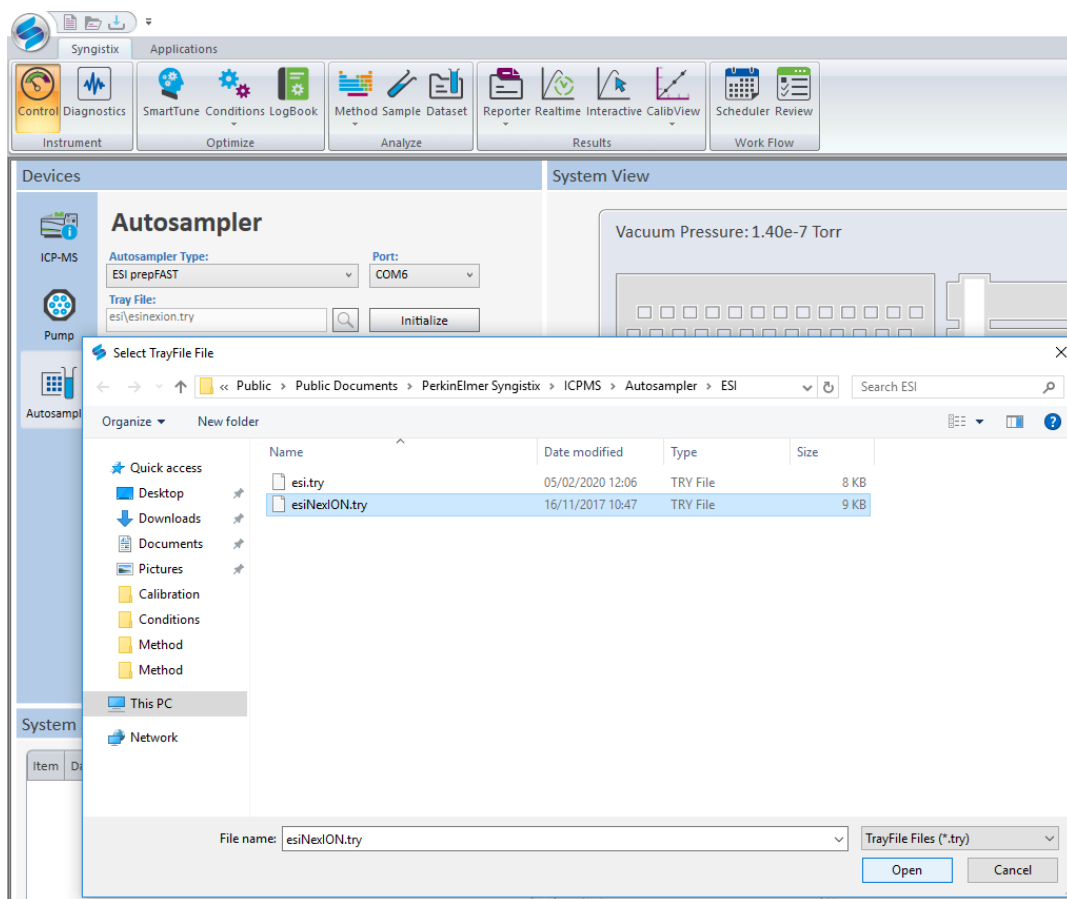 Syngistix Applications
Control Diagnostics SmartTune Conditions LogBook Method Sample Dataset Reporter Realtime Interactive CalibView Scheduler Review
Instrument Optimize Analyze Results Work Flow
Devices System View
ICP-MS
Pump
Autosampl
Autosampler
Autosampler Type: Port:
ESI prepFAST COM6
Tray File:
esi\esinexion.try Initialize
Vacuum Pressure: 1.40e-7 Torr
Select TrayFile File
« Public > Public Documents > PerkinElmer Syngistix > ICPMS > Autosampler > ESI Search ESI
Organize New folder
Name Date modified Type Size
esi.try 05/02/2020 12:06 TRY File 8 KB
esiNexION.try 16/11/2017 10:47 TRY File 9 KB
Quick access
Desktop
Downloads
Documents
Pictures
Calibration
Conditions
Method
Method
This PC
Network
System
Item Da
File name: esiNexION.try TrayFile Files (*.try)
Open Cancel